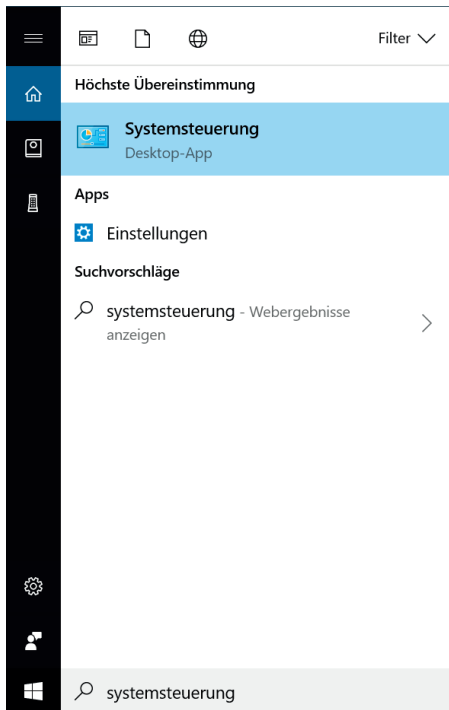 Filter
Höchste Übereinstimmung
Systemsteuerung
Desktop-App
Apps
Einstellungen
Suchvorschläge
systemsteuerung - Webergebnisse
anzeigen
systemsteuerung